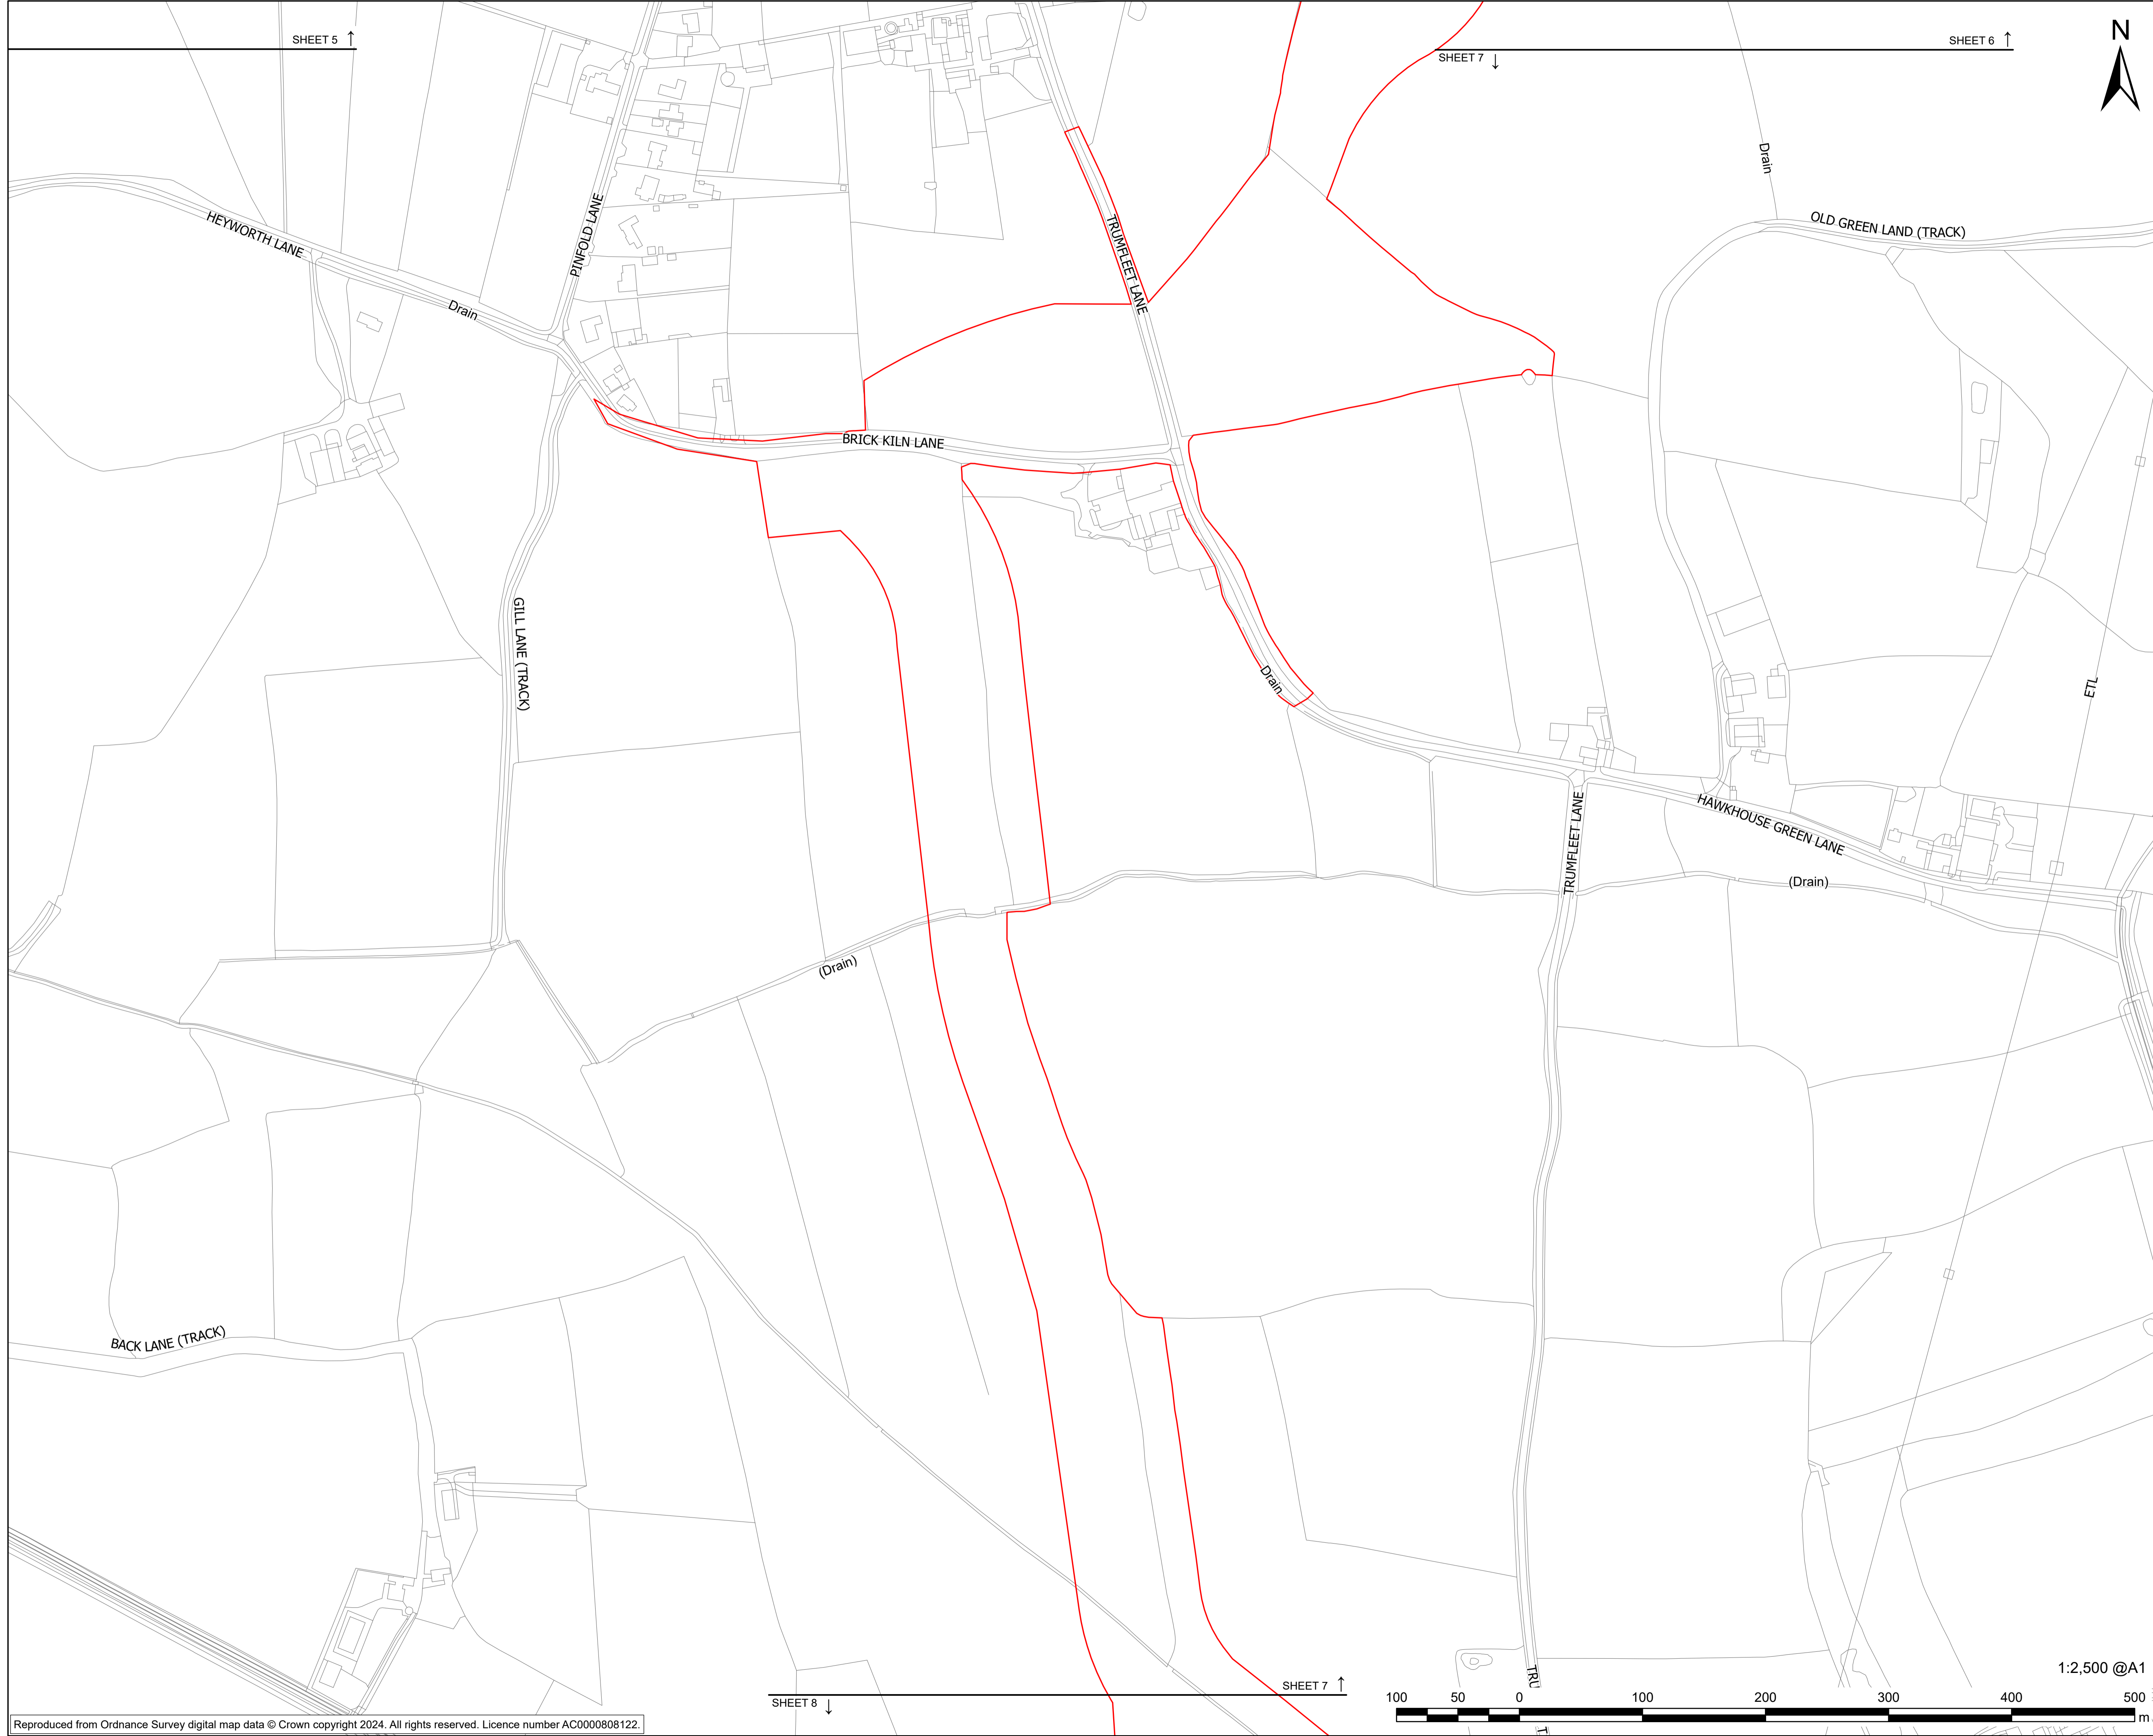 SHEET 5 ↑
SHEET 6 ↑
SHEET 7 ↓
N
Drain
HEYWORTH LANE
PINFOLD LANE
TRUMFLEET LANE
OLD GREEN LAND (TRACK)
Drain
BRICK KILN LANE
GILL LANE (TRACK)
Drain
ETL
TRUMFLEET LANE
HAWKHOUSE GREEN LANE
(Drain)
(Drain)
BACK LANE (TRACK)
TRU
T
1:2,500 @A1
SHEET 7 ↑
SHEET 8 ↓
100 50 0 100 200 300 400 500
m
Reproduced from Ordnance Survey digital map data © Crown copyright 2024. All rights reserved. Licence number AC0000808122.